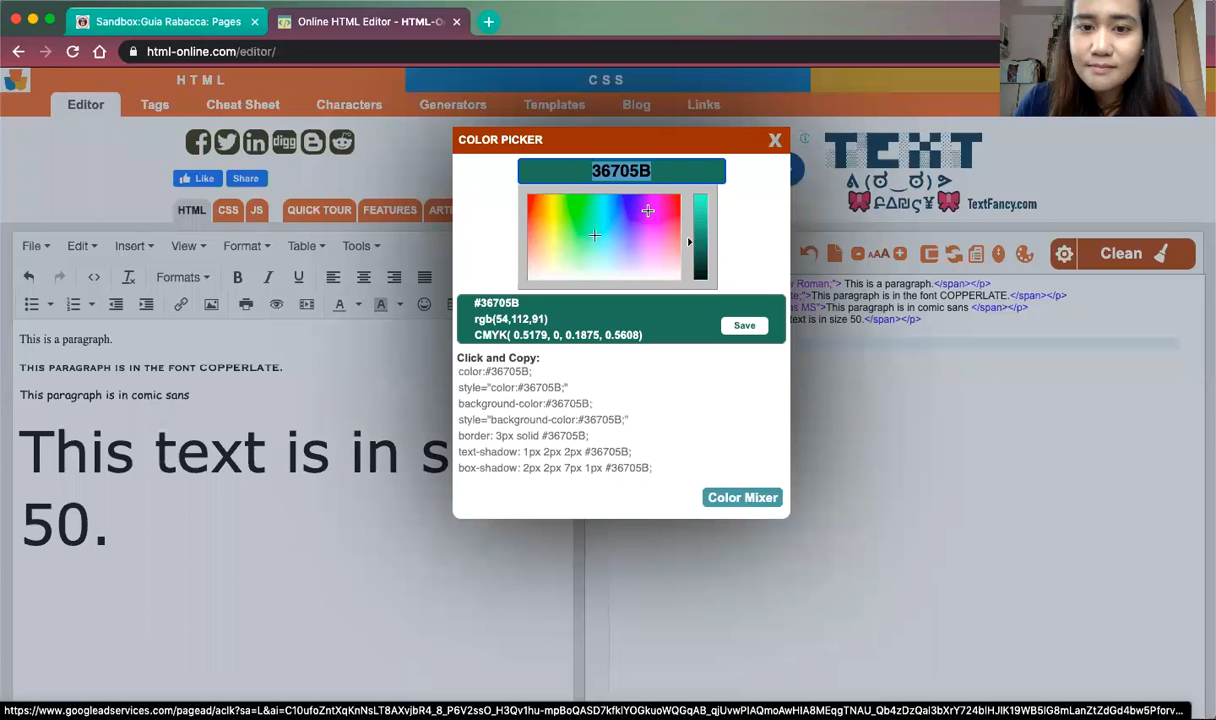 Sandbox:Guia Rabacca: Pages
Online HTML Editor - HTML-O
html-online.com/editor/
HTML
CSS
Editor
Tags
Cheat Sheet
Characters
Generators
Templates
Blog
Links
digg
Like
Share
HTML
CSS
JS
QUICK TOUR
FEATURES
ART
TEXT
TextFancy.com
File
Edit
Insert
View
Format
Table
Tools
Formats
B
I
U
A
A
AAA
Clean
COLOR PICKER
X
36705B
#36705B
rgb(54,112,91)
CMYK( 0.5179, 0, 0.1875, 0.5608)
Save
Click and Copy:
color:#36705B;
style="color:#36705B;"
background-color:#36705B;
style="background-color:#36705B;"
border: 3px solid #36705B;
text-shadow: 1px 2px 2px #36705B;
box-shadow: 2px 2px 7px 1px #36705B;
Color Mixer
This is a paragraph.
THIS PARAGRAPH IS IN THE FONT COPPERLATE.
This paragraph is in comic sans
This text is in s
50.
w Roman;"> This is a paragraph.</span></p>
te;">This paragraph is in the font COPPERLATE.</span></p>
s MS">This paragraph is in comic sans </span></p>
text is in size 50.</span></p>